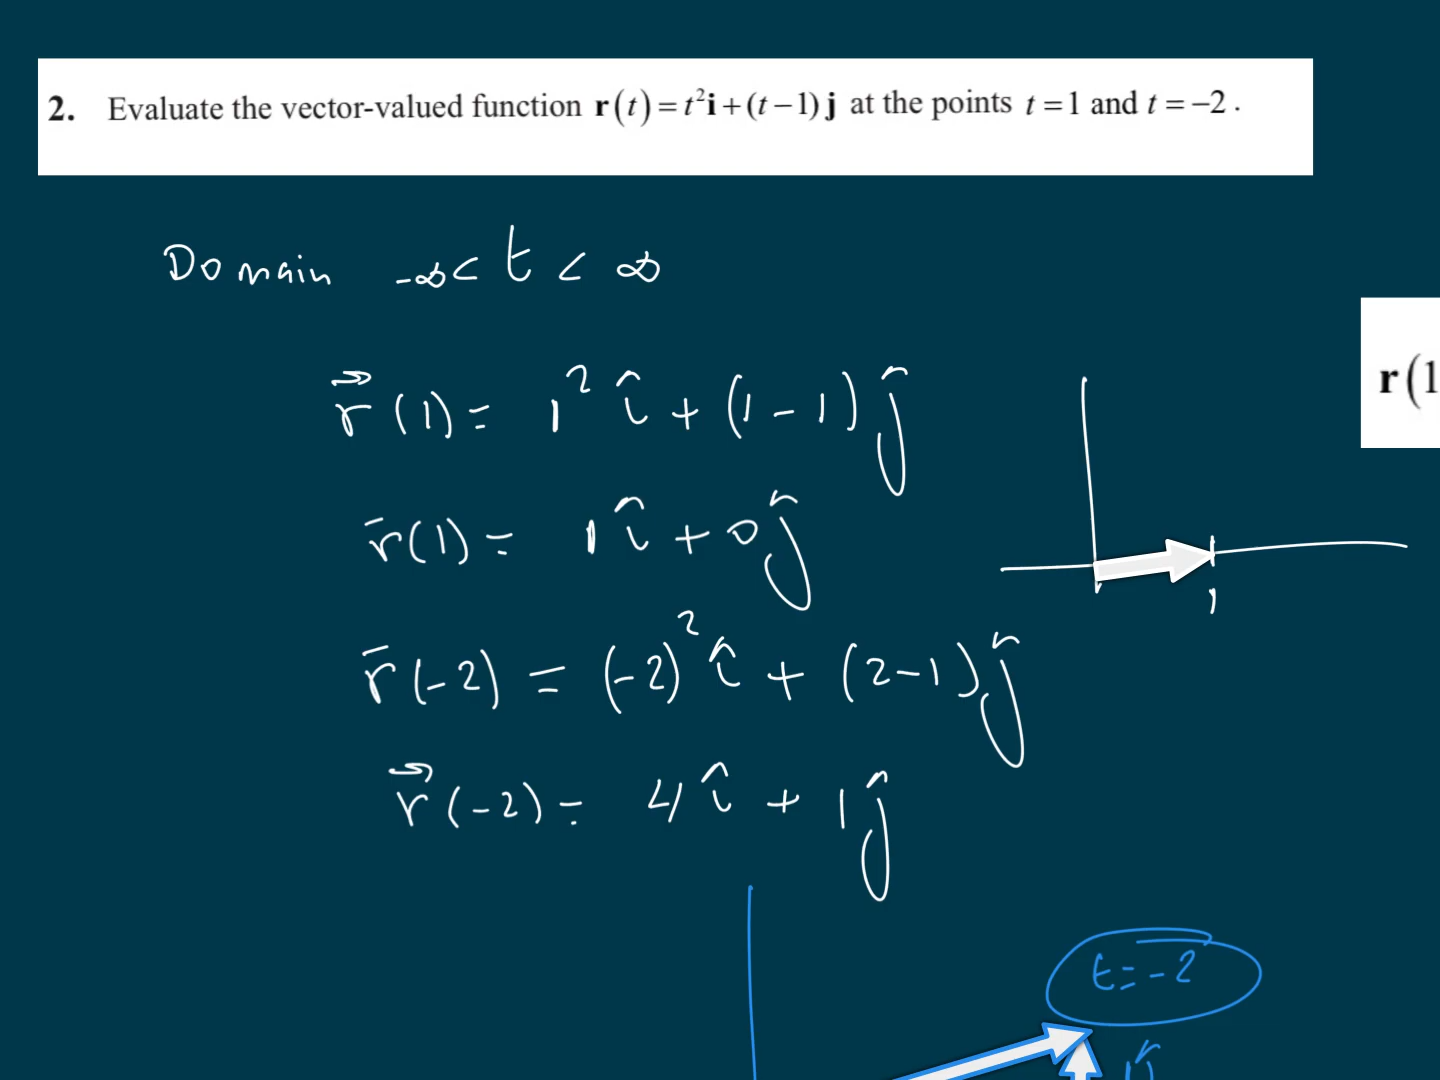 2. Evaluate the vector-valued function r(t) = t²i + (t − 1) j at the points t = 1 and t = −2 .
Domain -∞ < t < ∞
r⃗(1) = 1² î + (1 - 1) ĵ
r(1
r̄(1) = 1 î + 0 ĵ
1
r̄(-2) = (-2)² î + (2-1) ĵ
r⃗(-2) = 4 î + 1 ĵ
t = -2